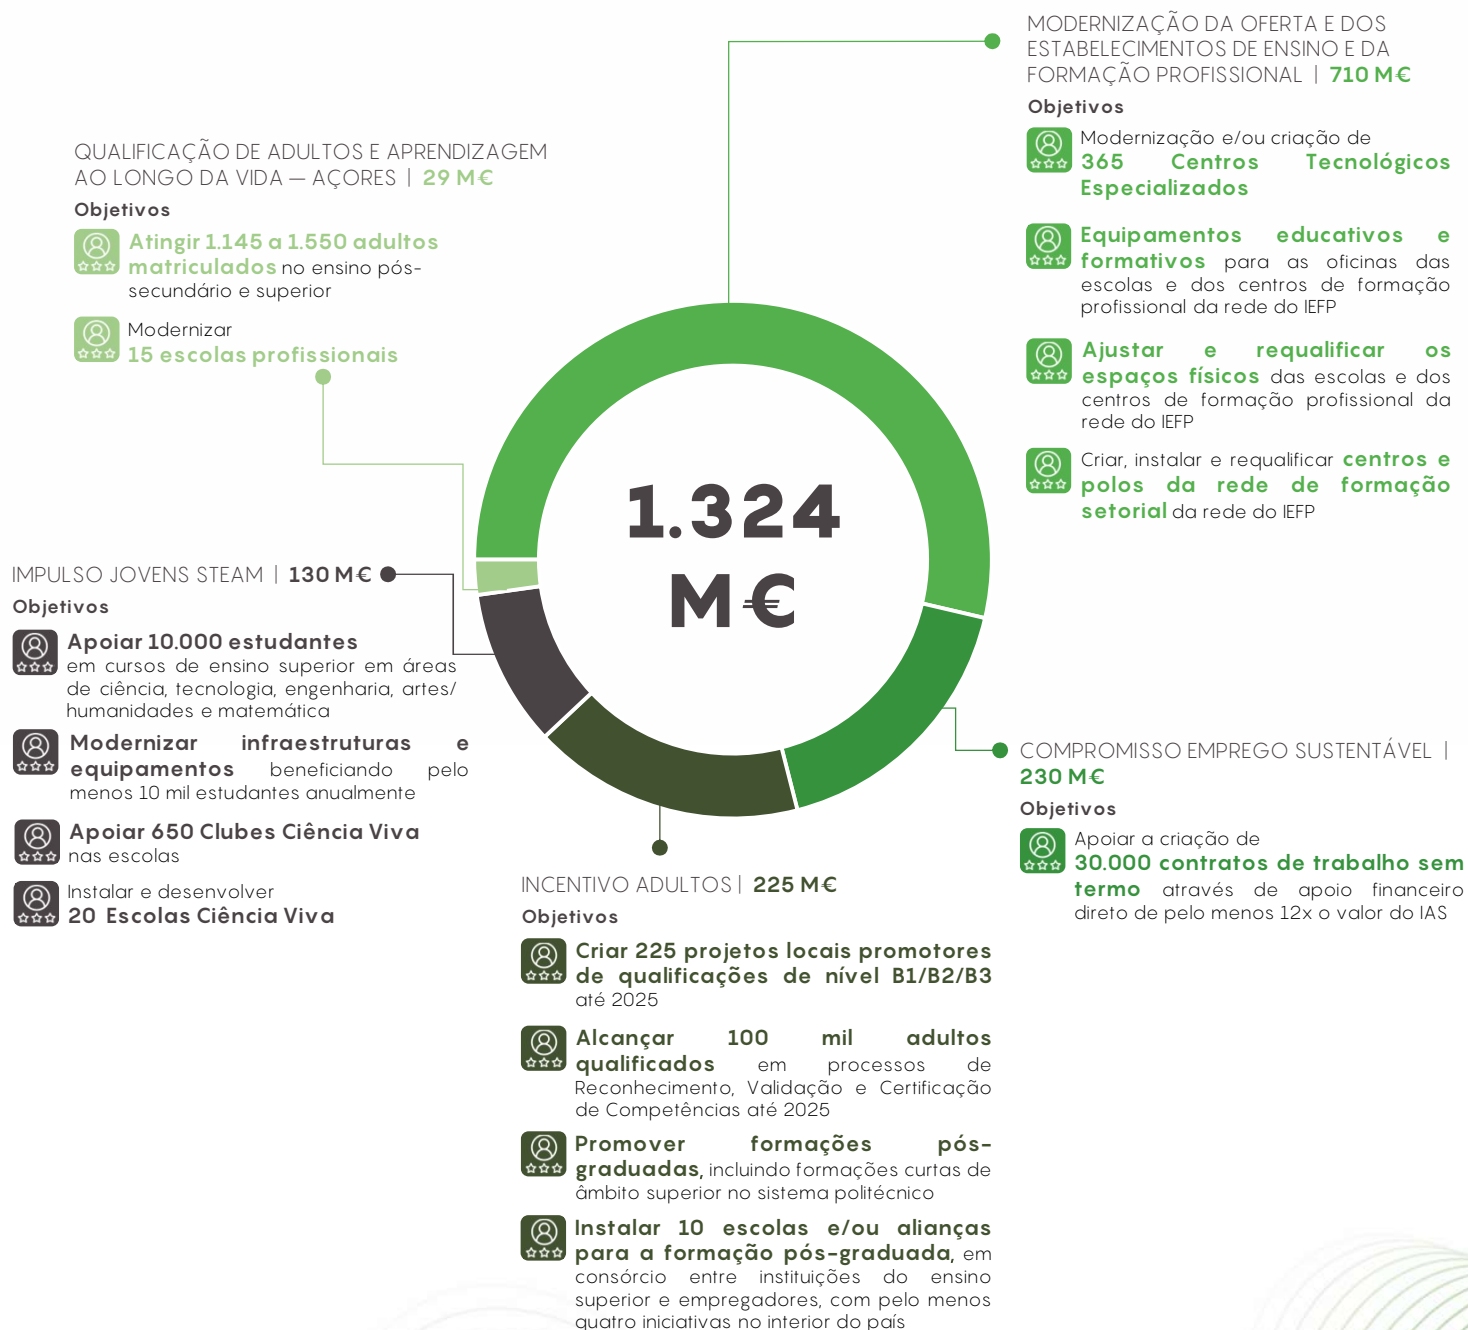 MODERNIZAÇÃO DA OFERTA E DOS
ESTABELECIMENTOS DE ENSINO E DA
FORMAÇÃO PROFISSIONAL | 710 M€
Objetivos
Modernização e/ou criação de
365 Centros Tecnológicos
Especializados
Equipamentos educativos e
formativos para as oficinas das
escolas e dos centros de formação
profissional da rede do IEFP
Ajustar e requalificar os
espaços físicos das escolas e dos
centros de formação profissional da
rede do IEFP
Criar, instalar e requalificar centros e
polos da rede de formação
setorial da rede do IEFP
QUALIFICAÇÃO DE ADULTOS E APRENDIZAGEM
AO LONGO DA VIDA — AÇORES | 29 M€
Objetivos
Atingir 1.145 a 1.550 adultos
matriculados no ensino pós-
secundário e superior
Modernizar
15 escolas profissionais
1.324
M€
IMPULSO JOVENS STEAM | 130 M€
Objetivos
Apoiar 10.000 estudantes
em cursos de ensino superior em áreas
de ciência, tecnologia, engenharia, artes/
humanidades e matemática
Modernizar infraestruturas e
equipamentos beneficiando pelo
menos 10 mil estudantes anualmente
Apoiar 650 Clubes Ciência Viva
nas escolas
Instalar e desenvolver
20 Escolas Ciência Viva
COMPROMISSO EMPREGO SUSTENTÁVEL |
230 M€
Objetivos
Apoiar a criação de
30.000 contratos de trabalho sem
termo através de apoio financeiro
direto de pelo menos 12x o valor do IAS
INCENTIVO ADULTOS | 225 M€
Objetivos
Criar 225 projetos locais promotores
de qualificações de nível B1/B2/B3
até 2025
Alcançar 100 mil adultos
qualificados em processos de
Reconhecimento, Validação e Certificação
de Competências até 2025
Promover formações pós-
graduadas, incluindo formações curtas de
âmbito superior no sistema politécnico
Instalar 10 escolas e/ou alianças
para a formação pós-graduada, em
consórcio entre instituições do ensino
superior e empregadores, com pelo menos
quatro iniciativas no interior do país